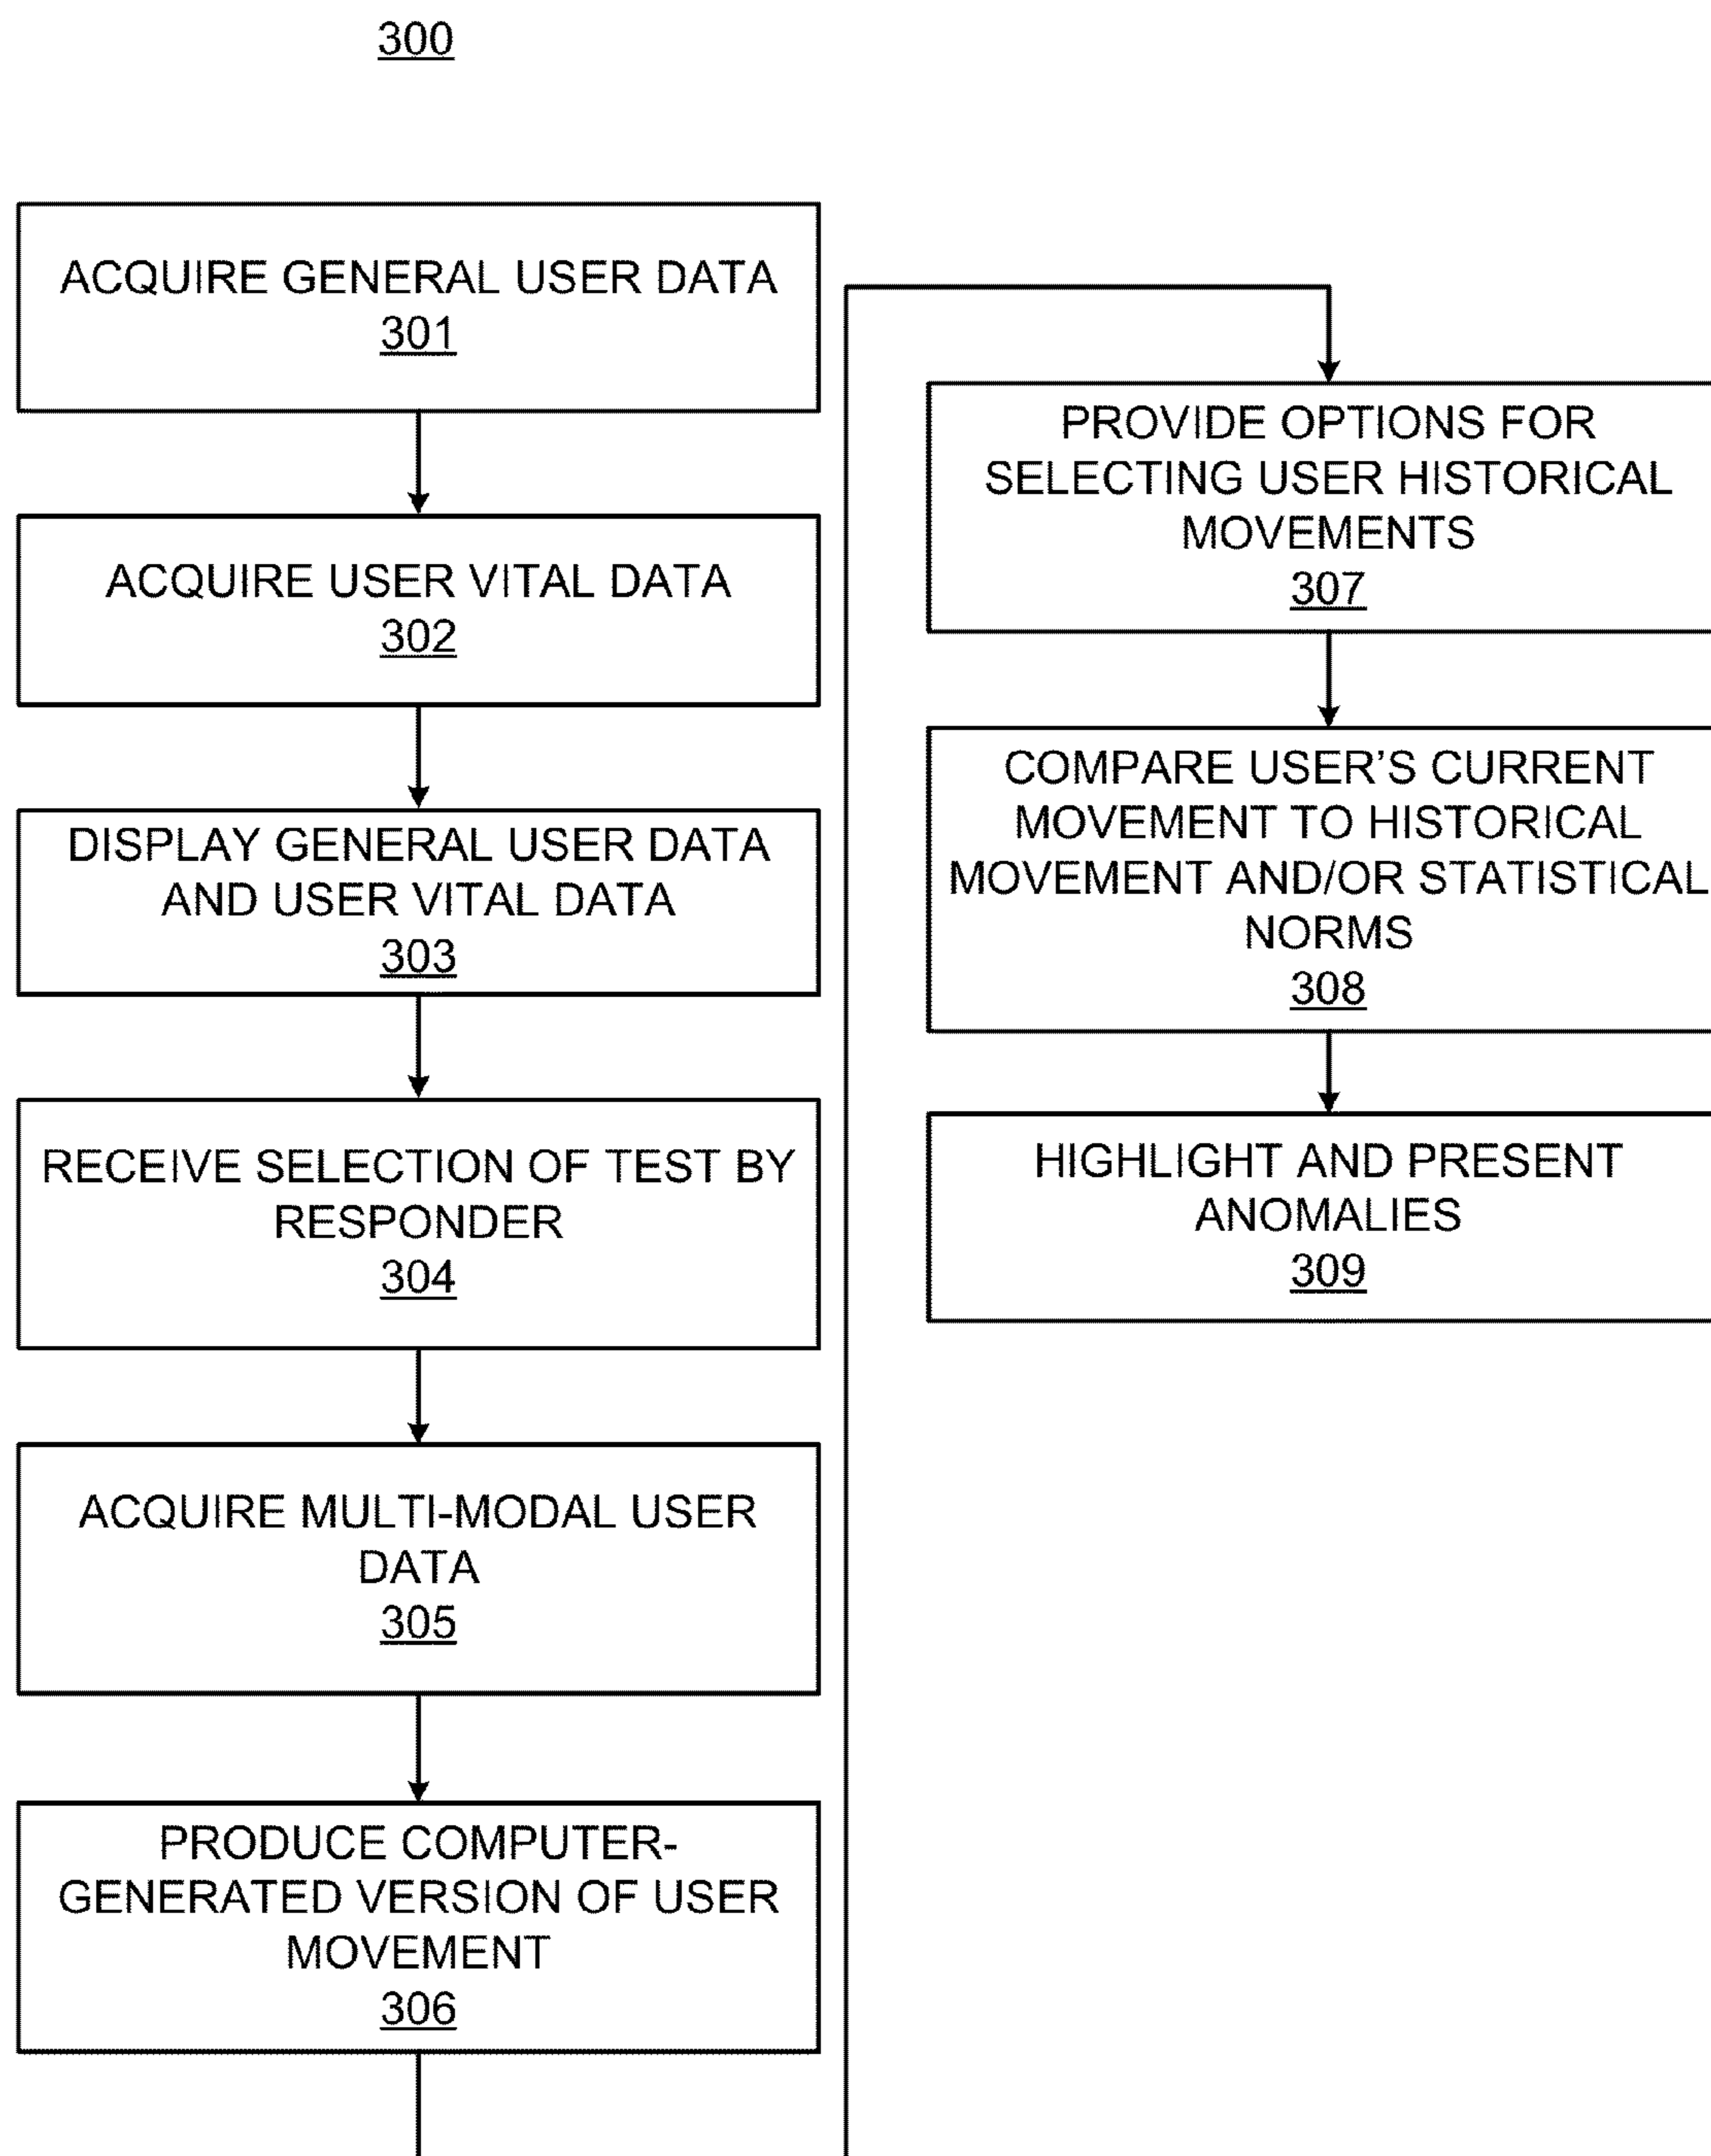 300
ACQUIRE GENERAL USER DATA
301
ACQUIRE USER VITAL DATA
302
DISPLAY GENERAL USER DATA
AND USER VITAL DATA
303
RECEIVE SELECTION OF TEST BY
RESPONDER
304
ACQUIRE MULTI-MODAL USER
DATA
305
PRODUCE COMPUTER-
GENERATED VERSION OF USER
MOVEMENT
306
PROVIDE OPTIONS FOR
SELECTING USER HISTORICAL
MOVEMENTS
307
COMPARE USER’S CURRENT
MOVEMENT TO HISTORICAL
MOVEMENT AND/OR STATISTICAL
NORMS
308
HIGHLIGHT AND PRESENT
ANOMALIES
309